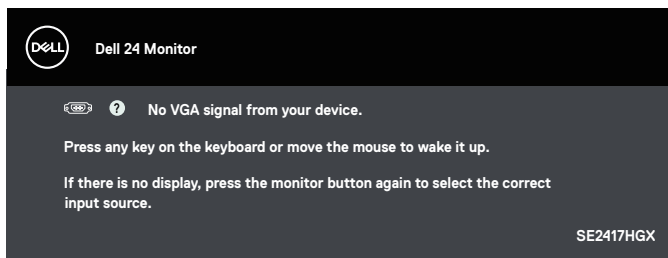 DELL
Dell 24 Monitor
? No VGA signal from your device.
Press any key on the keyboard or move the mouse to wake it up.
If there is no display, press the monitor button again to select the correct
input source.
SE2417HGX